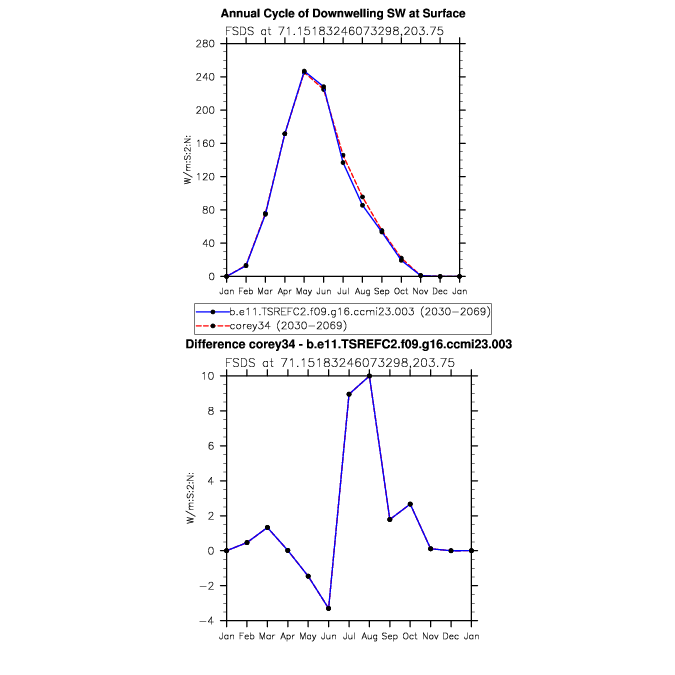 Annual Cycle of Downwelling SW at Surface
FSDS at 71.15183246073298,203.75
280
240
200
160
120
80
40
0
W/m:S:2:N:
Jan Feb Mar Apr May Jun Jul Aug Sep Oct Nov Dec Jan
b.e11.TSREFC2.f09.g16.ccmi23.003 (2030-2069)
corey34 (2030-2069)
Difference corey34 - b.e11.TSREFC2.f09.g16.ccmi23.003
FSDS at 71.15183246073298,203.75
10
8
6
4
2
0
-2
-4
W/m:S:2:N:
Jan Feb Mar Apr May Jun Jul Aug Sep Oct Nov Dec Jan